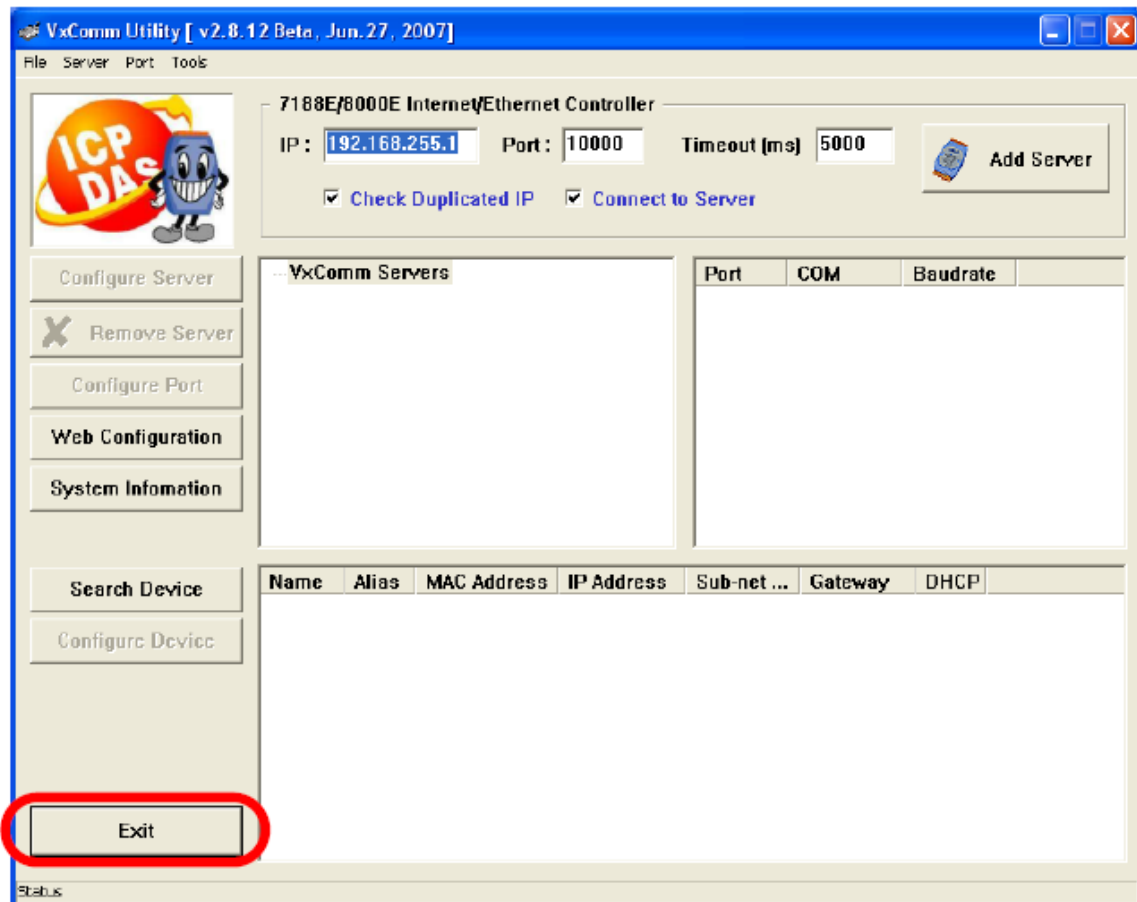 VxComm Utility [ v2.8.12 Beta, Jun.27, 2007]
File Server Port Tools
ICP DAS
7188E/8000E Internet/Ethernet Controller
IP : 192.168.255.1 Port : 10000 Timeout (ms) 5000 Add Server
Check Duplicated IP Connect to Server
Configure Server
Remove Server
Configure Port
Web Configuration
System Infomation
VxComm Servers
Port COM Baudrate
Search Device
Configure Device
Name Alias MAC Address IP Address Sub-net ... Gateway DHCP
Exit
Status